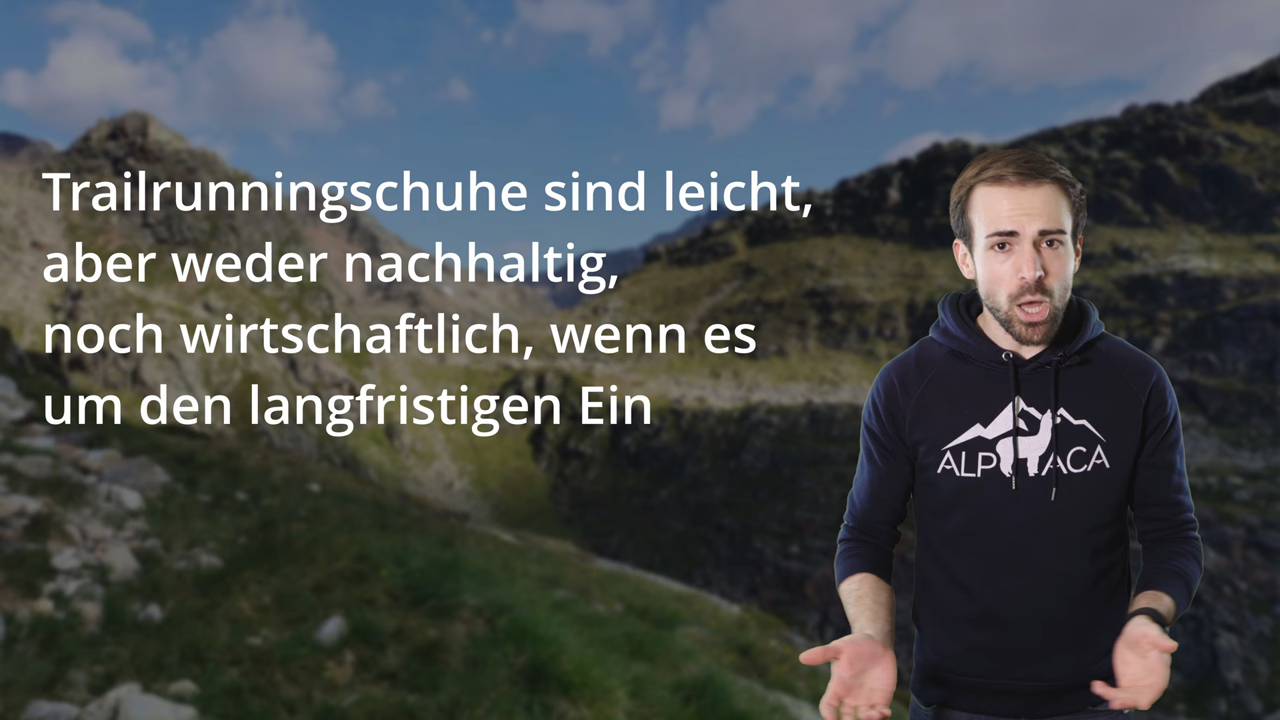 Trailrunningschuhe sind leicht,
aber weder nachhaltig,
noch wirtschaftlich, wenn es
um den langfristigen Ein
ALPACA